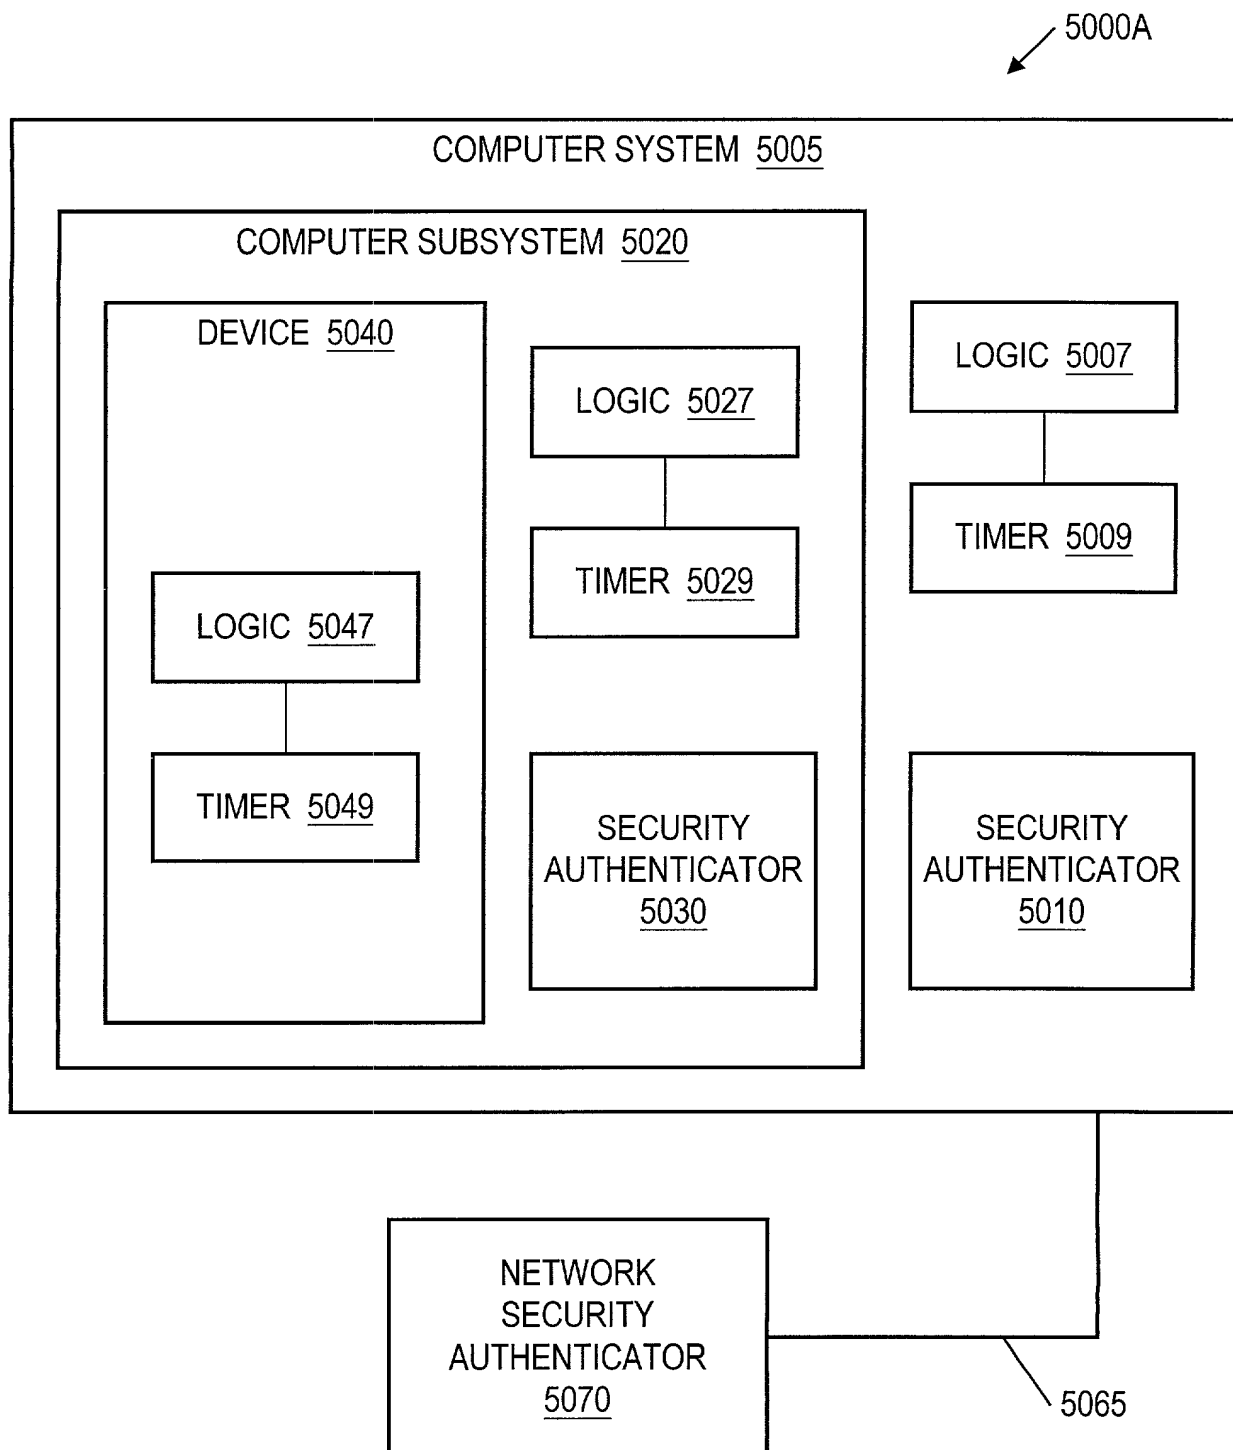 5000A
COMPUTER SYSTEM 5005
COMPUTER SUBSYSTEM 5020
DEVICE 5040
LOGIC 5047
TIMER 5049
LOGIC 5027
TIMER 5029
SECURITY
AUTHENTICATOR
5030
LOGIC 5007
TIMER 5009
SECURITY
AUTHENTICATOR
5010
NETWORK
SECURITY
AUTHENTICATOR
5070
5065